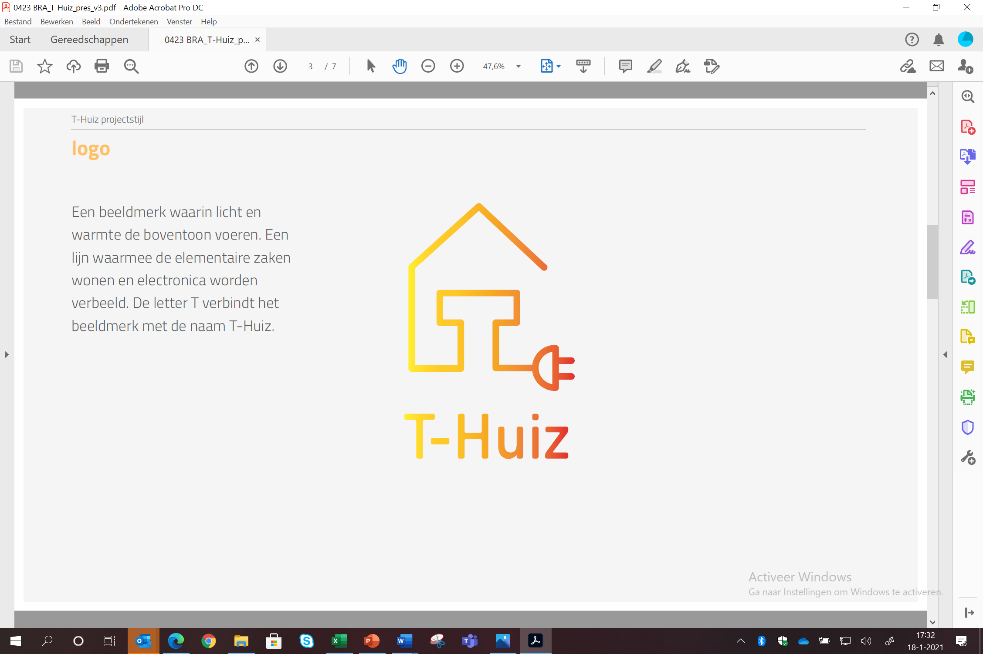 0423 BRA_T-Huiz_pres_v3.pdf - Adobe Acrobat Pro DC
Bestand Bewerken Beeld Ondertekenen Venster Help
Start Gereedschappen 0423 BRA_T-Huiz_p... ×
3 / 7 47,6%
T-Huiz projectstijl
logo
Een beeldmerk waarin licht en
warmte de boventoon voeren. Een
lijn waarmee de elementaire zaken
wonen en electronica worden
verbeeld. De letter T verbindt het
beeldmerk met de naam T-Huiz.
T-Huiz
Activeer Windows
Ga naar Instellingen om Windows te activeren.
17:32
18-1-2021